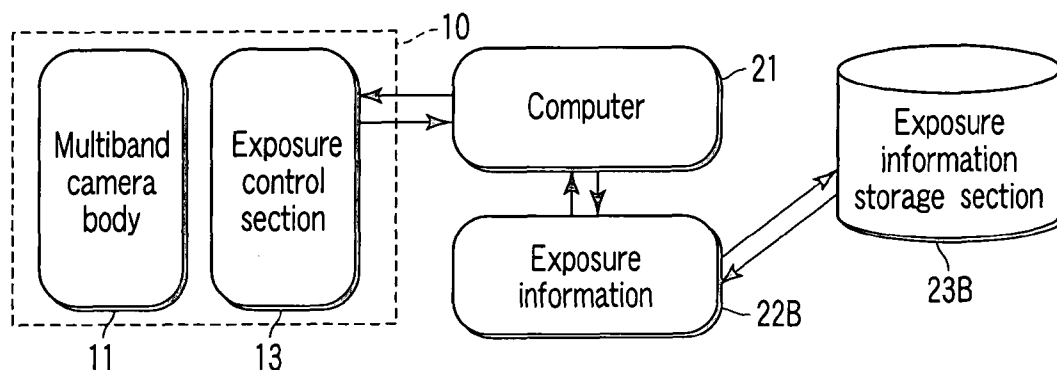 10
21
Multiband
camera
body
Exposure
control
section
Computer
Exposure
information
storage section
Exposure
information
11
13
22B
23B